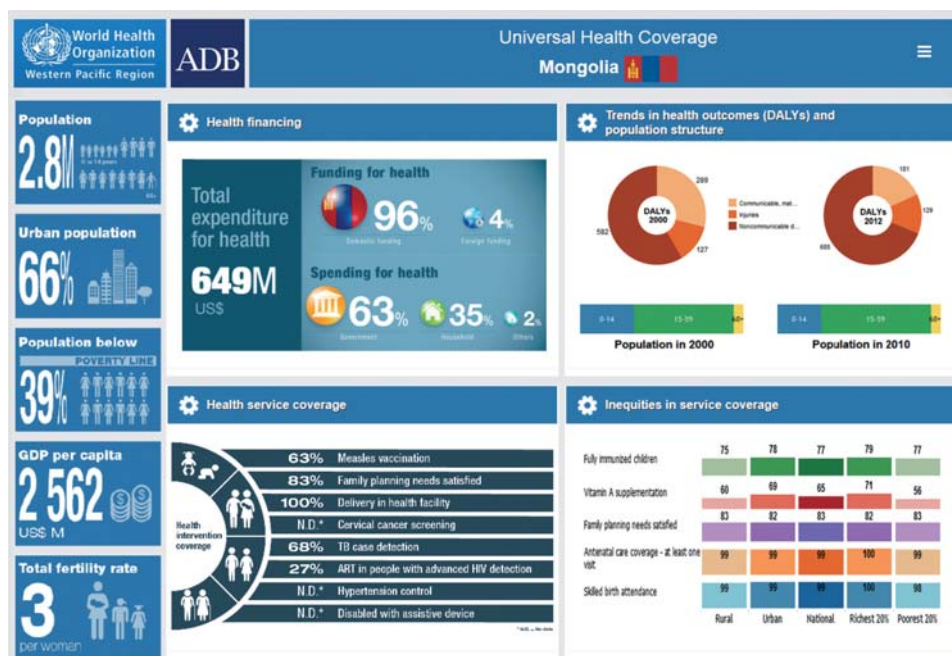 World Health
Organization
Western Pacific Region
ADB
Universal Health Coverage
Mongolia
Population
2.8M
Urban population
66%
Population below
POVERTY LINE
39%
GDP per capita
2 562
US$ M
Total fertility rate
3
per woman
Health financing
Total
expenditure
for health
649M
US$
Funding for health
96%
Domestic funding
4%
Foreign funding
Spending for health
63%
Government
35%
Household
2%
Others
Trends in health outcomes (DALYs) and
population structure
289
DALYs
2000
582
127
Communicable, mat...
Injuries
Noncommunicable d...
181
DALYs
2012
129
685
0-14 15-59 60+
Population in 2000
0-14 15-59 60+
Population in 2010
Health service coverage
Health
intervention
coverage
63% Measles vaccination
83% Family planning needs satisfied
100% Delivery in health facility
N.D.* Cervical cancer screening
68% TB case detection
27% ART in people with advanced HIV detection
N.D.* Hypertension control
N.D.* Disabled with assistive device
Inequities in service coverage
75 78 77 79 77
Fully immunized children
60 69 65 71 56
Vitamin A supplementation
83 82 83 82 83
Family planning needs satisfied
Antenatal care coverage - at least one
visit
99 99 99 100 99
Skilled birth attendance
99 99 99 100 98
Rural Urban National Richest 20% Poorest 20%